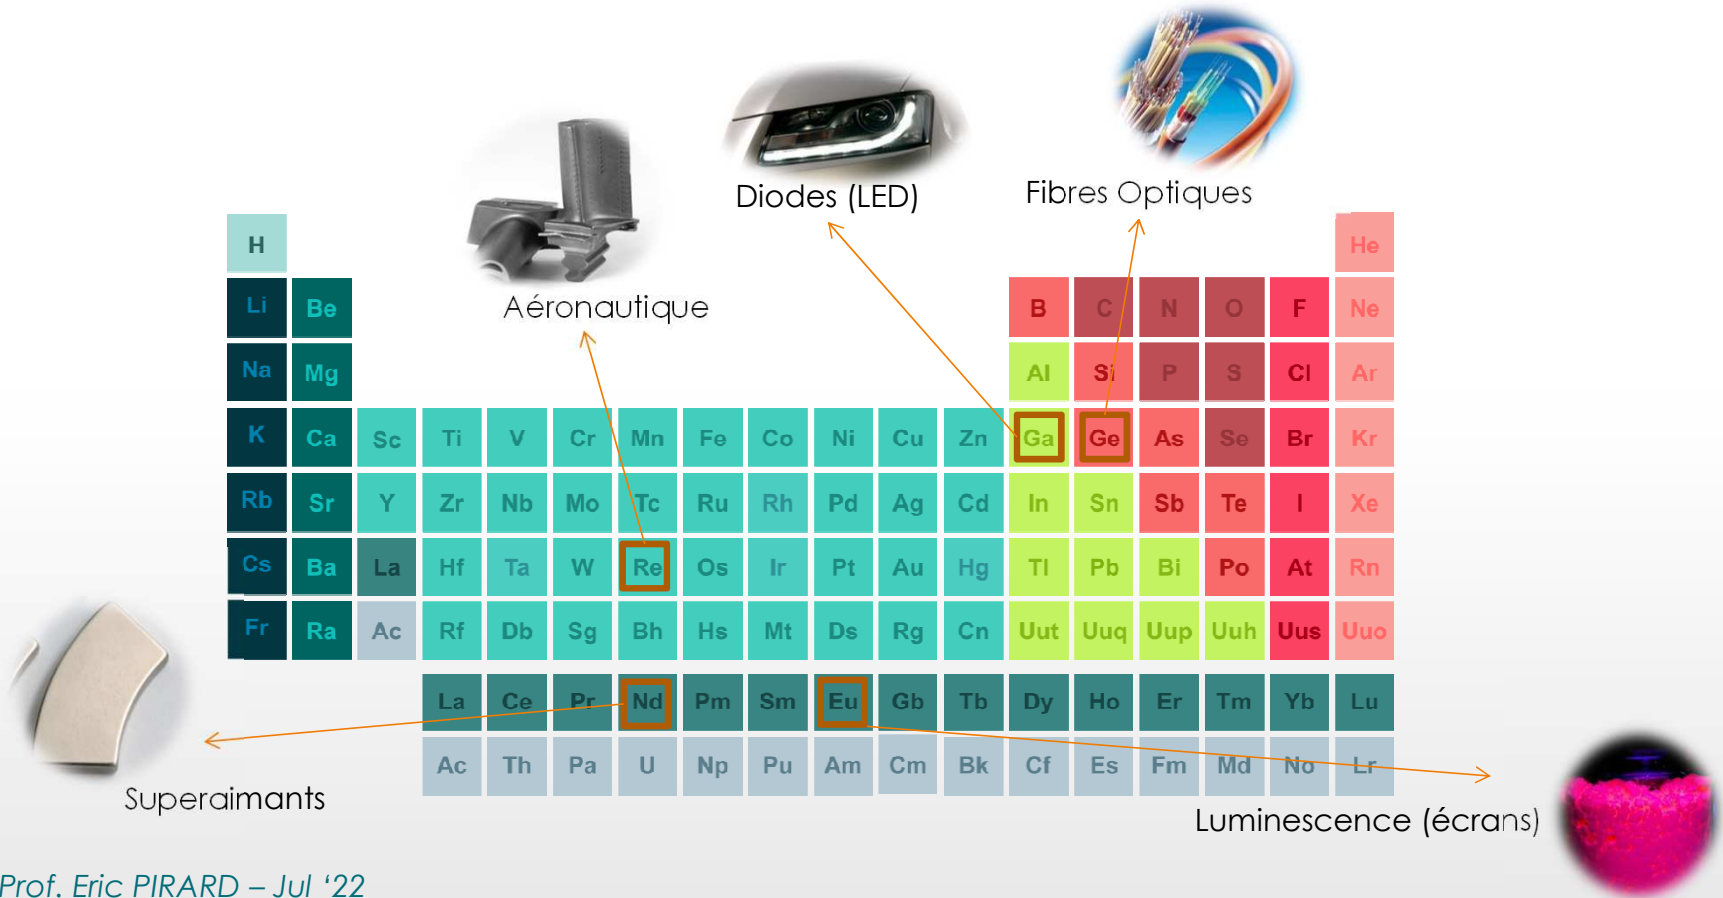 Diodes (LED)
Fibres Optiques
Aéronautique
H He
Li Be B C N O F Ne
Na Mg Al Si P S Cl Ar
K Ca Sc Ti V Cr Mn Fe Co Ni Cu Zn Ga Ge As Se Br Kr
Rb Sr Y Zr Nb Mo Tc Ru Rh Pd Ag Cd In Sn Sb Te I Xe
Cs Ba La Hf Ta W Re Os Ir Pt Au Hg Tl Pb Bi Po At Rn
Fr Ra Ac Rf Db Sg Bh Hs Mt Ds Rg Cn Uut Uuq Uup Uuh Uus Uuo
La Ce Pr Nd Pm Sm Eu Gb Tb Dy Ho Er Tm Yb Lu
Ac Th Pa U Np Pu Am Cm Bk Cf Es Fm Md No Lr
Superaimants
Luminescence (écrans)
Prof. Eric PIRARD – Jul ‘22